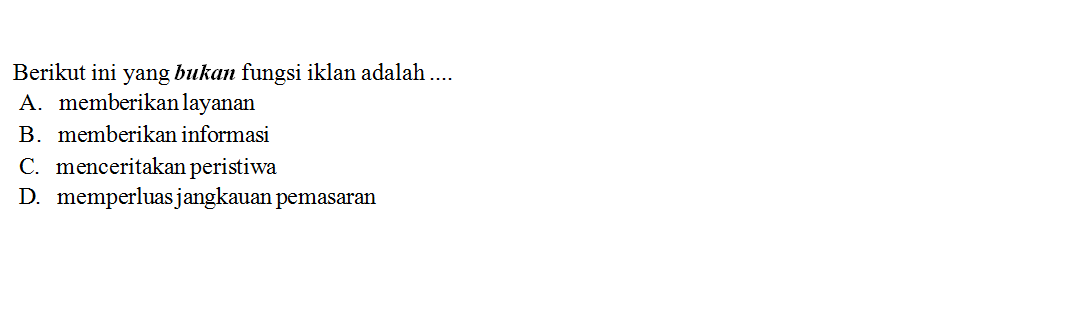 Berikut ini yang bukan fungsi iklan adalah ....
A. memberikan layanan
B. memberikan informasi
C. menceritakan peristiwa
D. memperluas jangkauan pemasaran